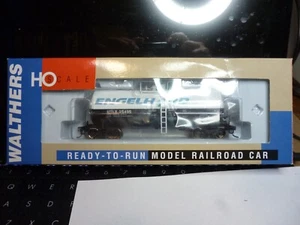 WALTHERS
HO
SCALE
ENGELHARD
READY-TO-RUN MODEL RAILROAD CAR